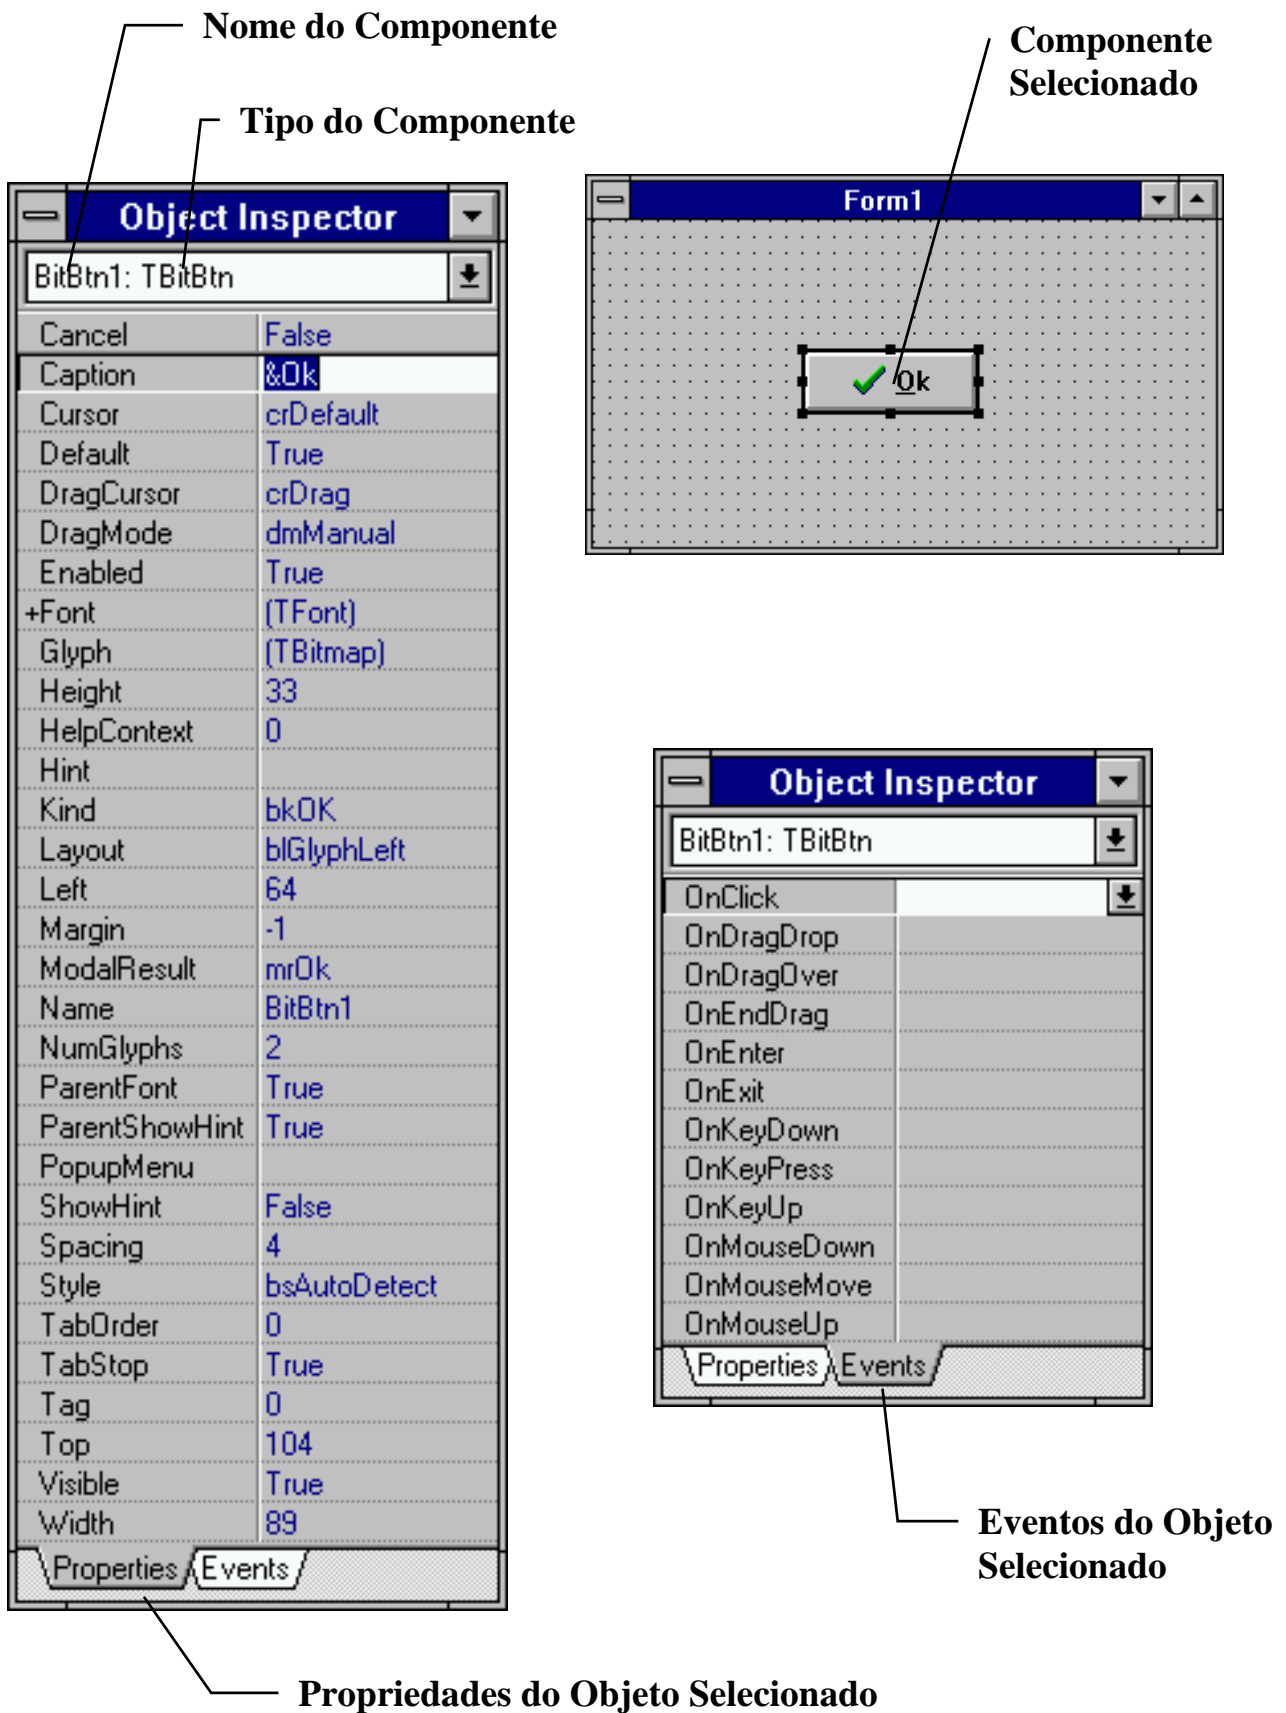 Nome do Componente
Tipo do Componente
Componente
Selecionado
Object Inspector
BitBtn1: TBitBtn
Cancel False
Caption &Ok
Cursor crDefault
Default True
DragCursor crDrag
DragMode dmManual
Enabled True
+Font (TFont)
Glyph (TBitmap)
Height 33
HelpContext 0
Hint
Kind bkOK
Layout blGlyphLeft
Left 64
Margin -1
ModalResult mrOk
Name BitBtn1
NumGlyphs 2
ParentFont True
ParentShowHint True
PopupMenu
ShowHint False
Spacing 4
Style bsAutoDetect
TabOrder 0
TabStop True
Tag 0
Top 104
Visible True
Width 89
Properties Events
Form1
Ok
Object Inspector
BitBtn1: TBitBtn
OnClick
OnDragDrop
OnDragOver
OnEndDrag
OnEnter
OnExit
OnKeyDown
OnKeyPress
OnKeyUp
OnMouseDown
OnMouseMove
OnMouseUp
Properties Events
Eventos do Objeto
Selecionado
Propriedades do Objeto Selecionado